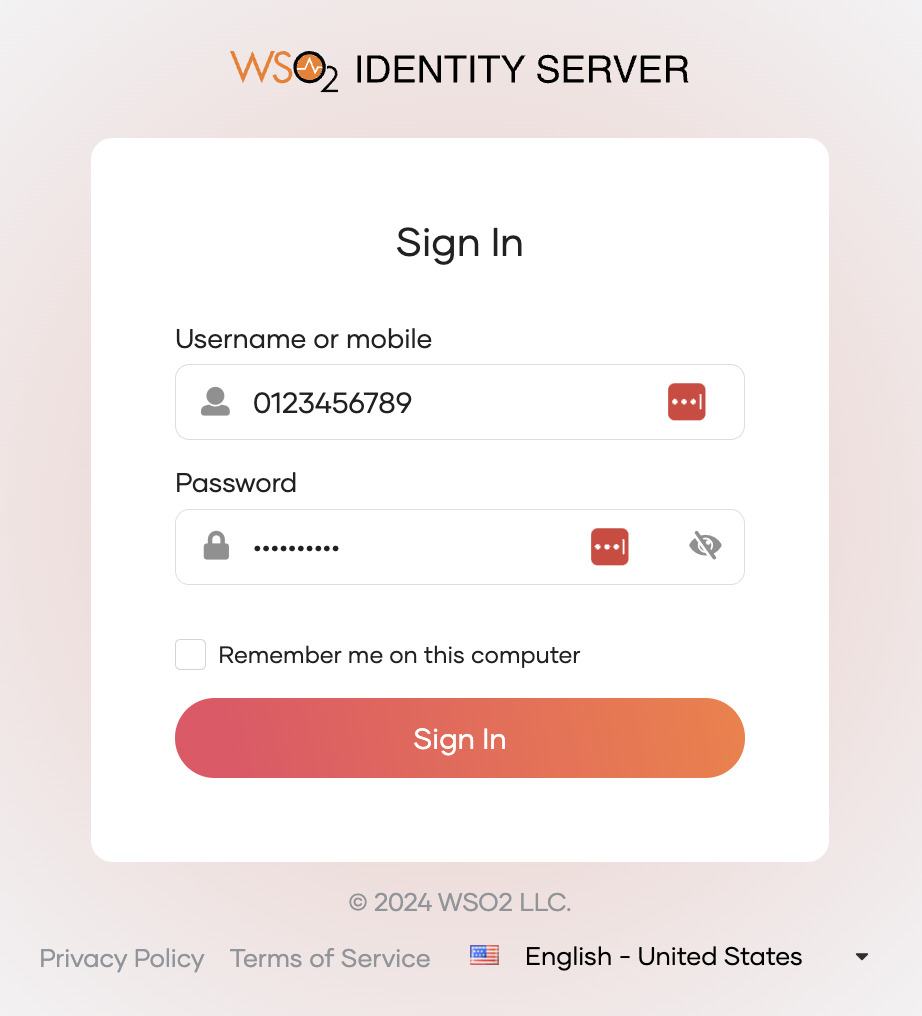 WSO2 IDENTITY SERVER
Sign In
Username or mobile
0123456789
Password
••••••••••
Remember me on this computer
Sign In
© 2024 WSO2 LLC.
Privacy Policy Terms of Service English - United States